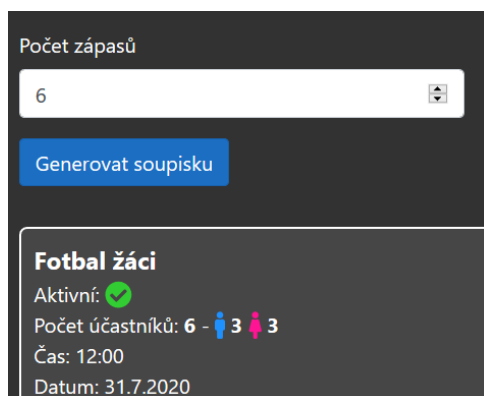 Počet zápasů
6
Generovat soupisku
Fotbal žáci
Aktivní:
Počet účastníků: 6 - 3 3
Čas: 12:00
Datum: 31.7.2020